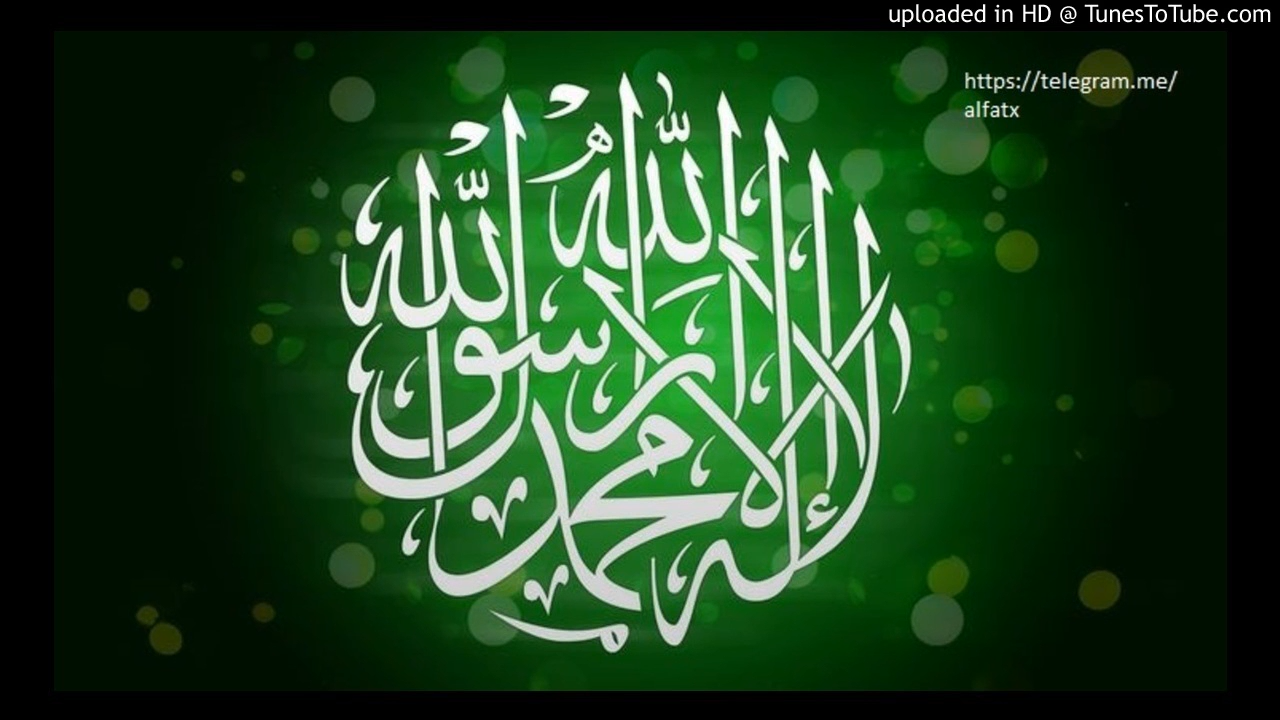 uploaded in HD @ TunesToTube.com
https://telegram.me/
alfatx
لا إله إلا الله محمد رسول الله